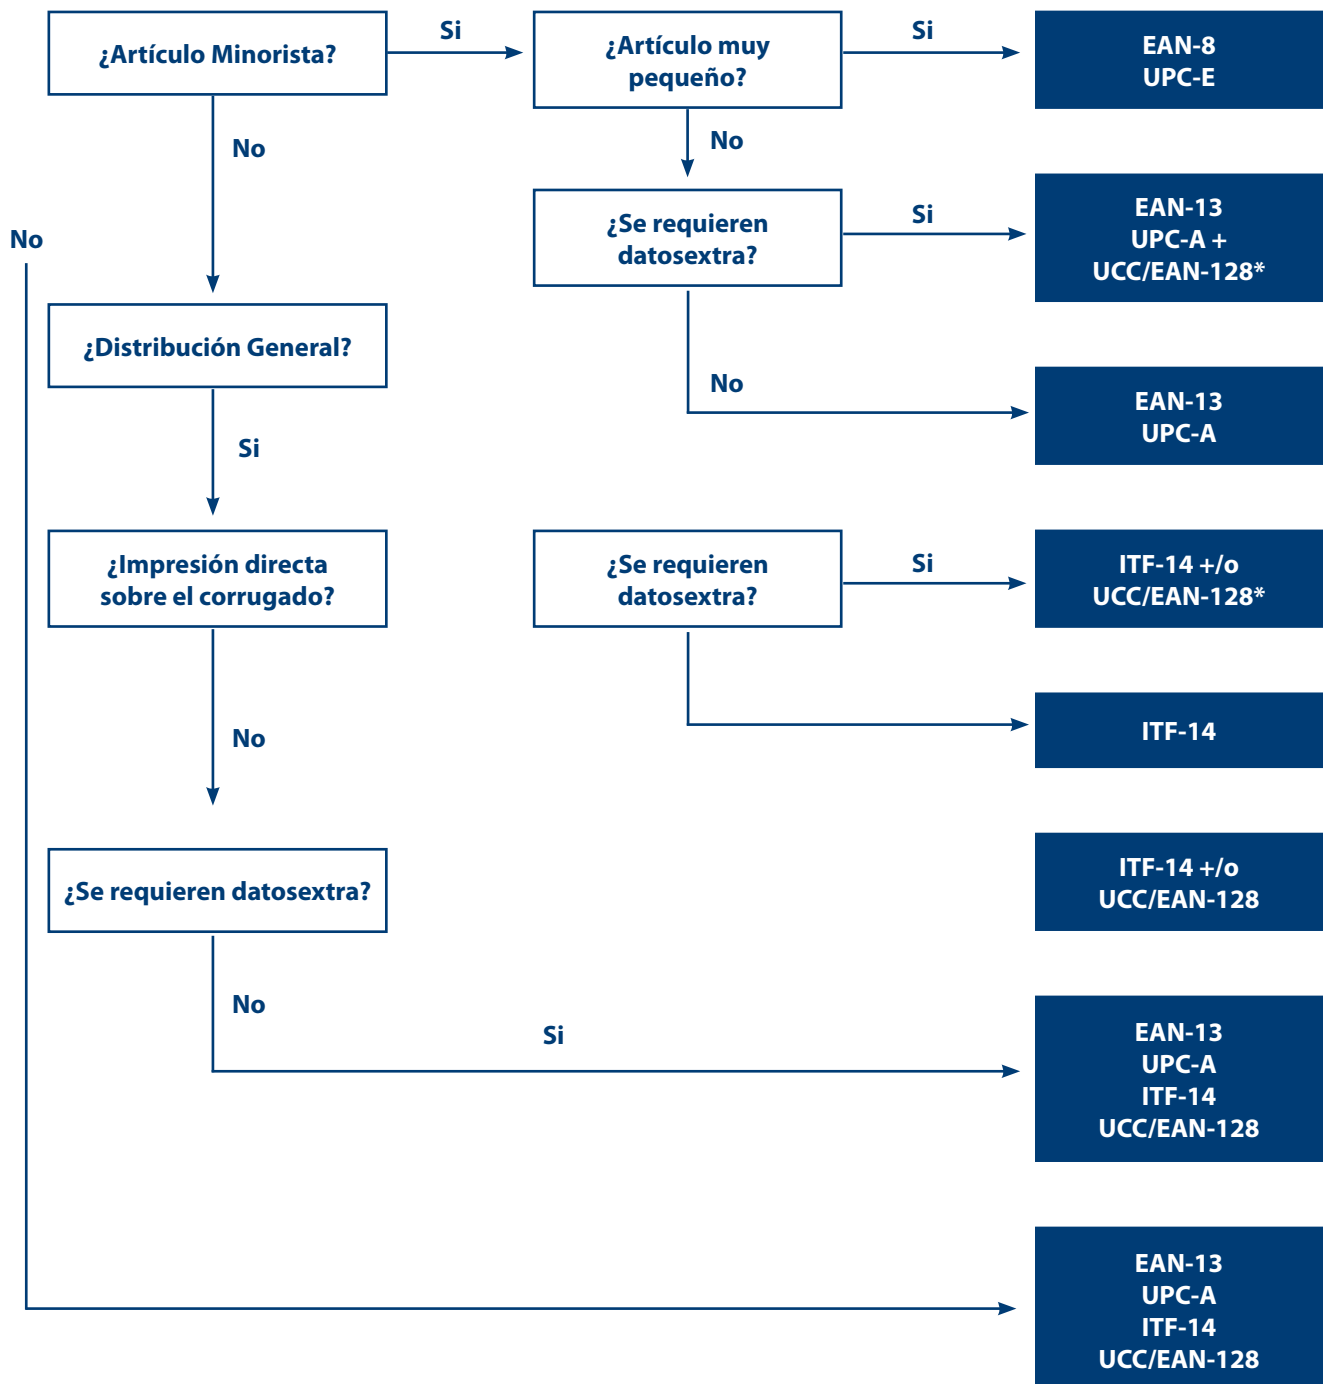 ¿Artículo Minorista?
Si
¿Artículo muy
pequeño?
Si
EAN-8
UPC-E
No
No
¿Se requieren
datosextra?
Si
EAN-13
UPC-A +
UCC/EAN-128*
No
¿Distribución General?
No
EAN-13
UPC-A
Si
¿Impresión directa
sobre el corrugado?
¿Se requieren
datosextra?
Si
ITF-14 +/o
UCC/EAN-128*
No
ITF-14
¿Se requieren datosextra?
ITF-14 +/o
UCC/EAN-128
No
Si
EAN-13
UPC-A
ITF-14
UCC/EAN-128
EAN-13
UPC-A
ITF-14
UCC/EAN-128